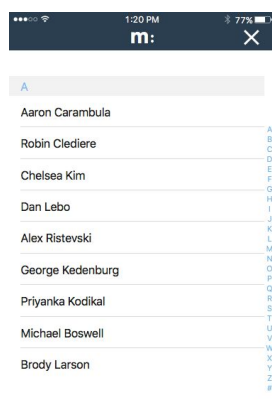 1:20 PM
77%
m:
A
Aaron Carambula
Robin Clediere
Chelsea Kim
Dan Lebo
Alex Ristevski
George Kedenburg
Priyanka Kodikal
Michael Boswell
Brody Larson
A
B
C
D
E
F
G
H
I
J
K
L
M
N
O
P
Q
R
S
T
U
V
W
X
Y
Z
#